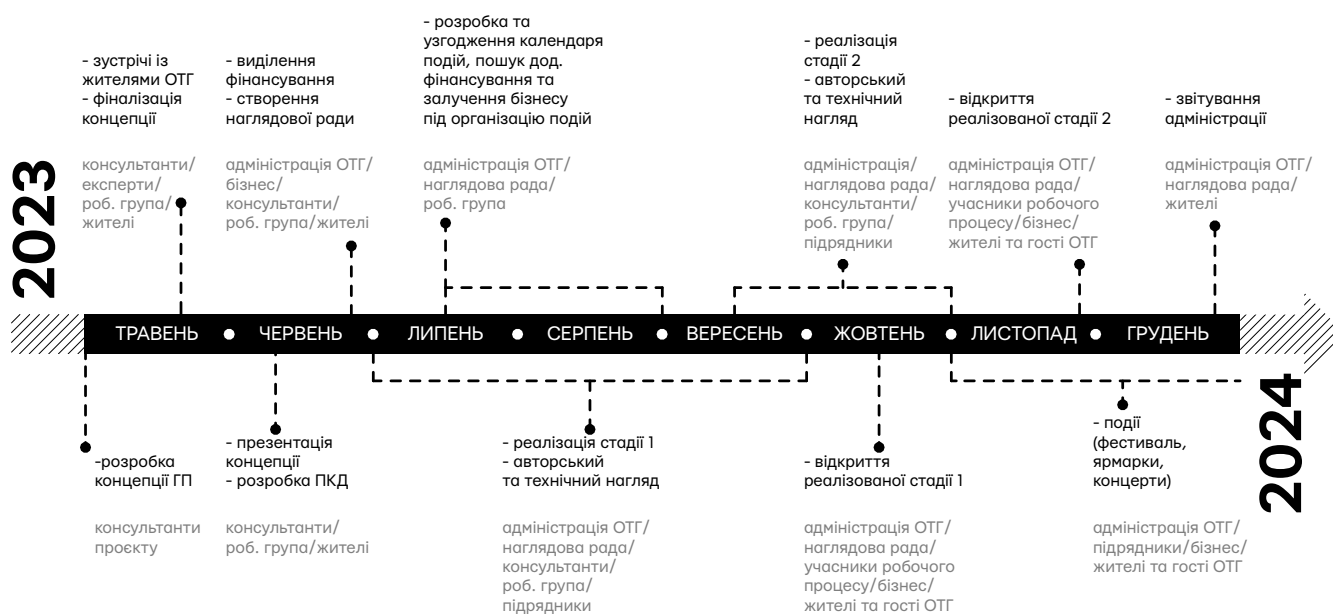 - зустрічі із
жителями ОТГ
- фіналізація
концепції
консультанти/
експерти/
роб. група/
жителі
- виділення
фінансування
- створення
наглядової ради
адміністрація ОТГ/
бізнес/
консультанти/
роб. група/жителі
- розробка та
узгодження календаря
подій, пошук дод.
фінансування та
залучення бізнесу
під організацію подій
адміністрація ОТГ/
наглядова рада/
роб. група
- реалізація
стадії 2
- авторський
та технічний
нагляд
адміністрація/
наглядова рада/
консультанти/
роб. група/
підрядники
- відкриття
реалізованої стадії 2
адміністрація ОТГ/
наглядова рада/
учасники робочого
процесу/бізнес/
жителі та гості ОТГ
- звітування
адміністрації
адміністрація ОТГ/
наглядова рада/
жителі
2023
ТРАВЕНЬ ЧЕРВЕНЬ ЛИПЕНЬ СЕРПЕНЬ ВЕРЕСЕНЬ ЖОВТЕНЬ ЛИСТОПАД ГРУДЕНЬ
2024
-розробка
концепції ГП
консультанти
проєкту
- презентація
концепції
- розробка ПКД
консультанти/
роб. група/жителі
- реалізація стадії 1
- авторський
та технічний нагляд
адміністрація ОТГ/
наглядова рада/
консультанти/
роб. група/
підрядники
- відкриття
реалізованої стадії 1
адміністрація ОТГ/
наглядова рада/
учасники робочого
процесу/бізнес/
жителі та гості ОТГ
- події
(фестиваль,
ярмарки,
концерти)
адміністрація ОТГ/
підрядники/бізнес/
жителі та гості ОТГ